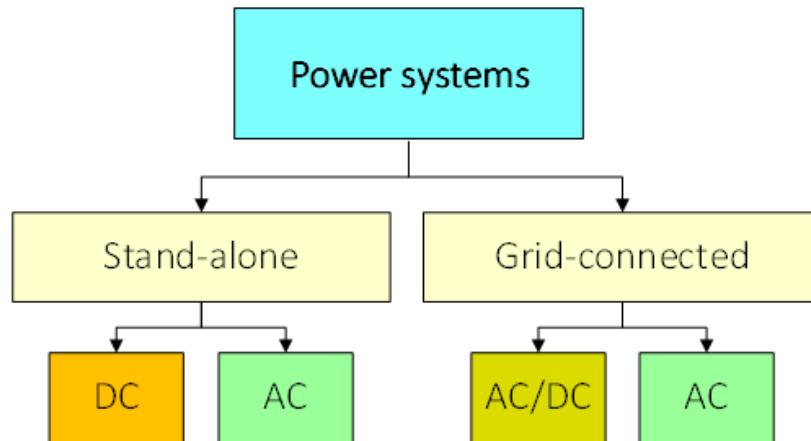 Power systems
Stand-alone
Grid-connected
DC
AC
AC/DC
AC